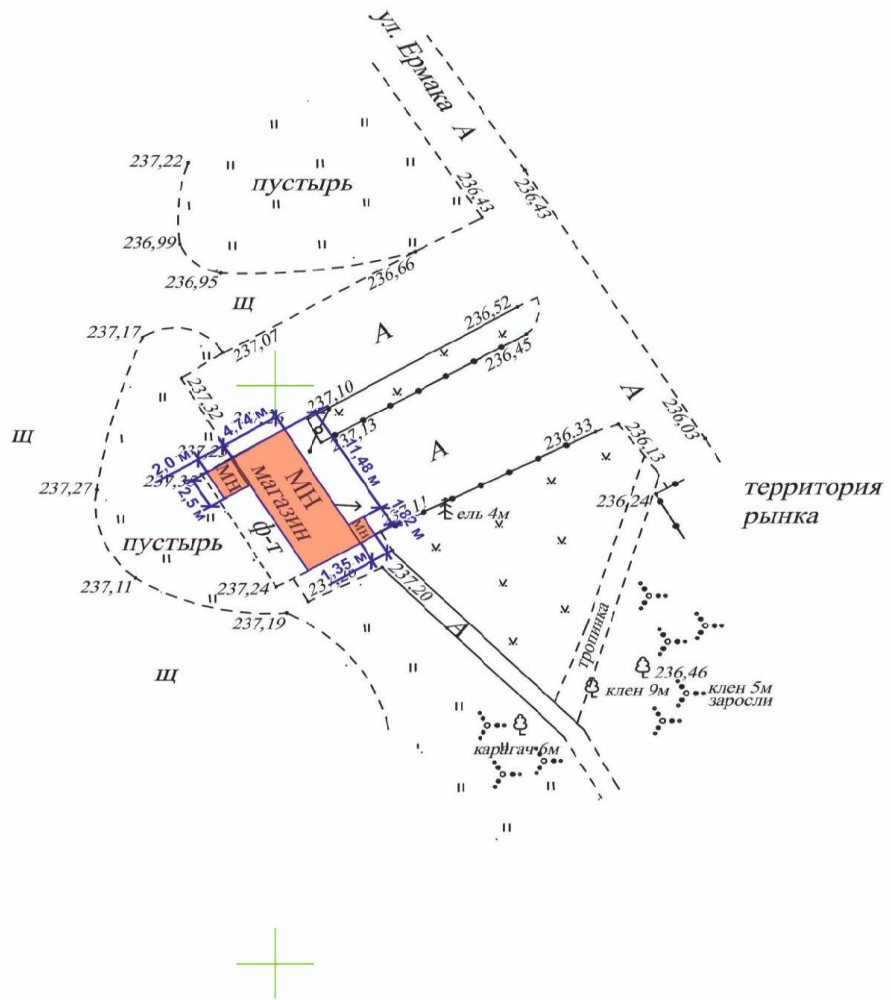 ул. Ермака А
236,43
236,43
237,22
пустырь
236,99
236,95
236,66
щ
237,17
237,07
А
236,52
236,45
237,32
237,10
237,13
А
236,03
4,74 м
11,48 м
А
236.33
236,13
щ
2,0 м
МН
МН
магазин
2,5 м
237,27
1,82 м
ель 4м
236,24
территория
рынка
пустырь
ф-т
МН
1,35 м
237,11
237,24
237,20
237,19
А
тропинка
щ
236,46
клен 9м
клен 5м
заросли
карагач 6м